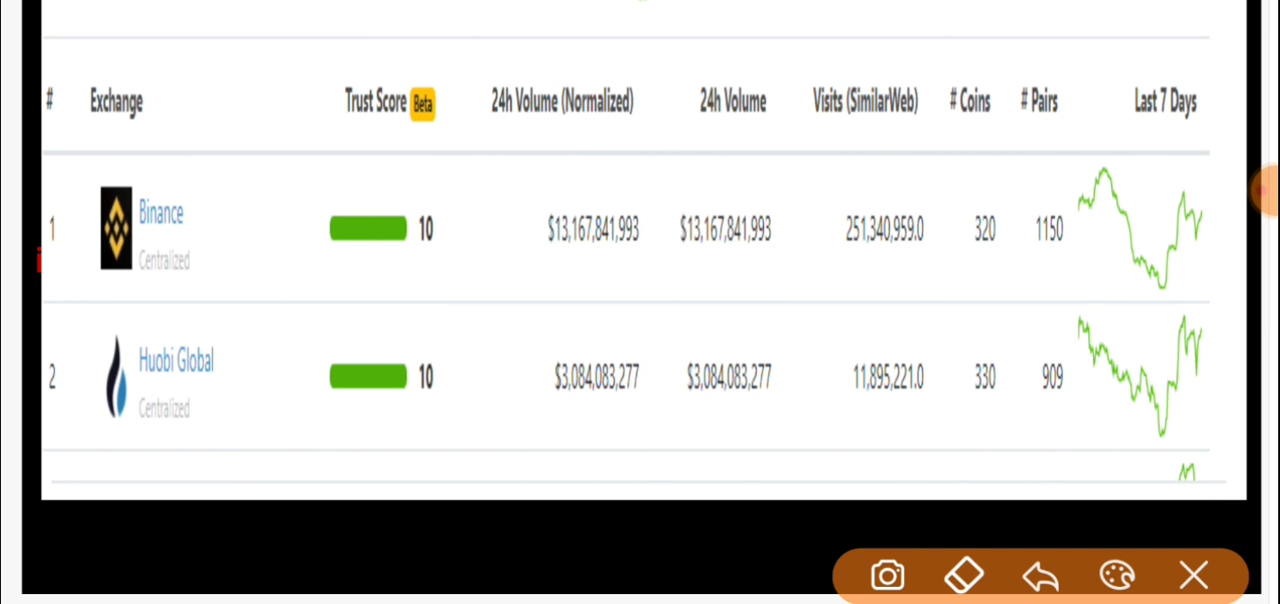 # Exchange Trust Score Beta 24h Volume (Normalized) 24h Volume Visits (SimilarWeb) # Coins # Pairs Last 7 Days
1 Binance Centralized 10 $13,167,841,993 $13,167,841,993 251,340,959.0 320 1150
2 Huobi Global Centralized 10 $3,084,083,277 $3,084,083,277 11,895,221.0 330 909